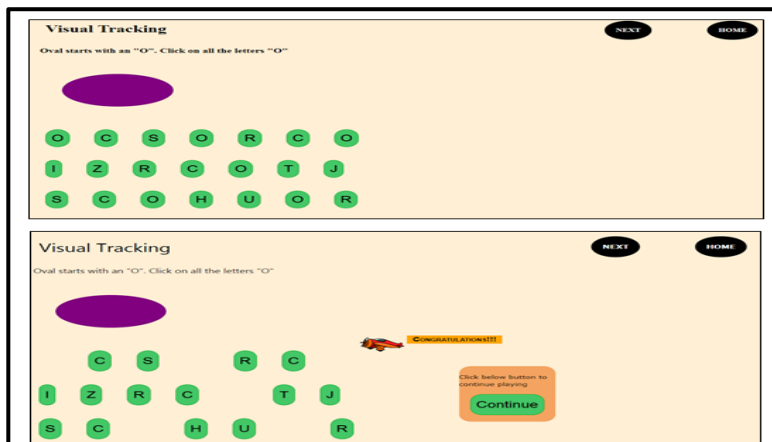 Visual Tracking NEXT HOME
Oval starts with an "O". Click on all the letters "O"
O C S O R C O
I Z R C O T J
S C O H U O R
Visual Tracking NEXT HOME
Oval starts with an "O". Click on all the letters "O"
CONGRATULATIONS!!!
C S R C
Click below button to
continue playing
I Z R C T J
Continue
S C H U R